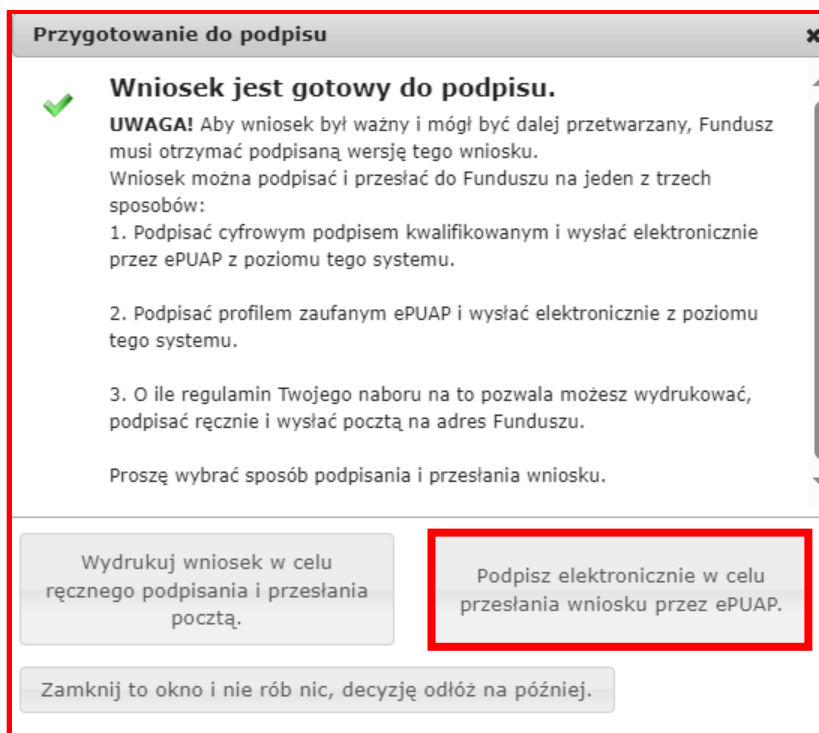 Przygotowanie do podpisu
Wniosek jest gotowy do podpisu.
UWAGA! Aby wniosek był ważny i mógł być dalej przetwarzany, Fundusz
musi otrzymać podpisaną wersję tego wniosku.
Wniosek można podpisać i przesłać do Funduszu na jeden z trzech
sposobów:
1. Podpisać cyfrowym podpisem kwalifikowanym i wysłać elektronicznie
przez ePUAP z poziomu tego systemu.
2. Podpisać profilem zaufanym ePUAP i wysłać elektronicznie z poziomu
tego systemu.
3. O ile regulamin Twojego naboru na to pozwala możesz wydrukować,
podpisać ręcznie i wysłać pocztą na adres Funduszu.
Proszę wybrać sposób podpisania i przesłania wniosku.
Wydrukuj wniosek w celu
ręcznego podpisania i przesłania
pocztą.
Podpisz elektronicznie w celu
przesłania wniosku przez ePUAP.
Zamknij to okno i nie rób nic, decyzję odłóż na później.